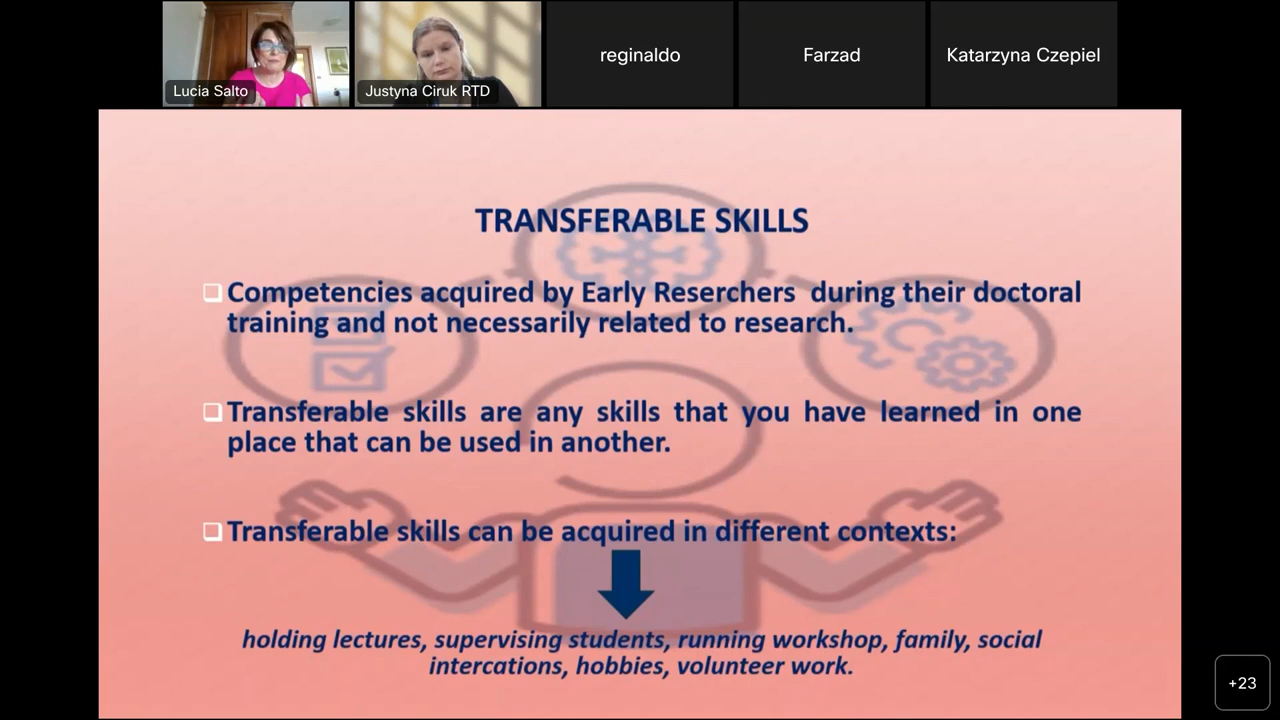 Lucia Salto
Justyna Ciruk RTD
reginaldo
Farzad
Katarzyna Czepiel
TRANSFERABLE SKILLS
Competencies acquired by Early Reserchers during their doctoral
training and not necessarily related to research.
Transferable skills are any skills that you have learned in one
place that can be used in another.
Transferable skills can be acquired in different contexts:
holding lectures, supervising students, running workshop, family, social
intercations, hobbies, volunteer work.
+23